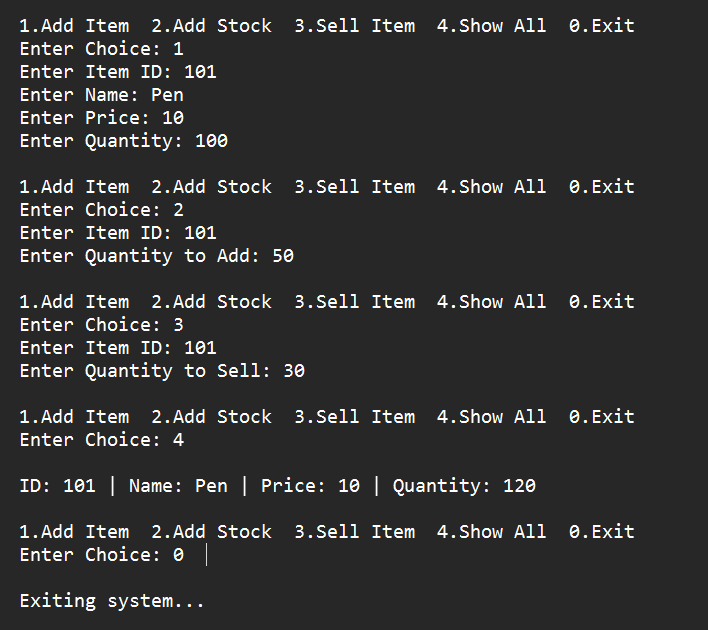 1.Add Item  2.Add Stock  3.Sell Item  4.Show All  0.Exit
Enter Choice: 1
Enter Item ID: 101
Enter Name: Pen
Enter Price: 10
Enter Quantity: 100
1.Add Item  2.Add Stock  3.Sell Item  4.Show All  0.Exit
Enter Choice: 2
Enter Item ID: 101
Enter Quantity to Add: 50
1.Add Item  2.Add Stock  3.Sell Item  4.Show All  0.Exit
Enter Choice: 3
Enter Item ID: 101
Enter Quantity to Sell: 30
1.Add Item  2.Add Stock  3.Sell Item  4.Show All  0.Exit
Enter Choice: 4
ID: 101 | Name: Pen | Price: 10 | Quantity: 120
1.Add Item  2.Add Stock  3.Sell Item  4.Show All  0.Exit
Enter Choice: 0
Exiting system...